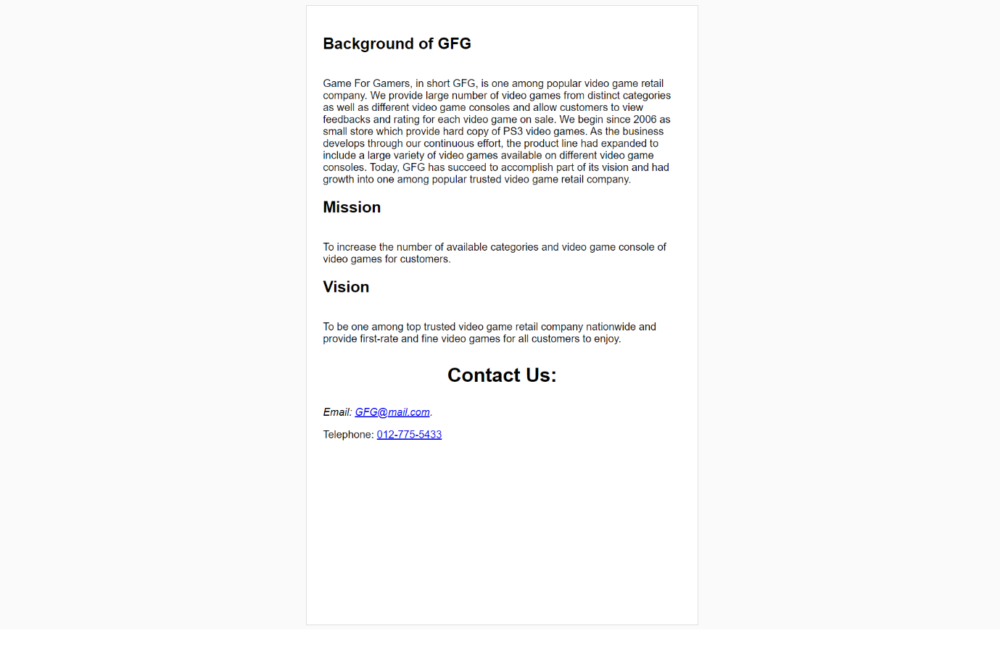 Background of GFG
Game For Gamers, in short GFG, is one among popular video game retail
company. We provide large number of video games from distinct categories
as well as different video game consoles and allow customers to view
feedbacks and rating for each video game on sale. We begin since 2006 as
small store which provide hard copy of PS3 video games. As the business
develops through our continuous effort, the product line had expanded to
include a large variety of video games available on different video game
consoles. Today, GFG has succeed to accomplish part of its vision and had
growth into one among popular trusted video game retail company.
Mission
To increase the number of available categories and video game console of
video games for customers.
Vision
To be one among top trusted video game retail company nationwide and
provide first-rate and fine video games for all customers to enjoy.
Contact Us:
Email: GFG@mail.com.
Telephone: 012-775-5433